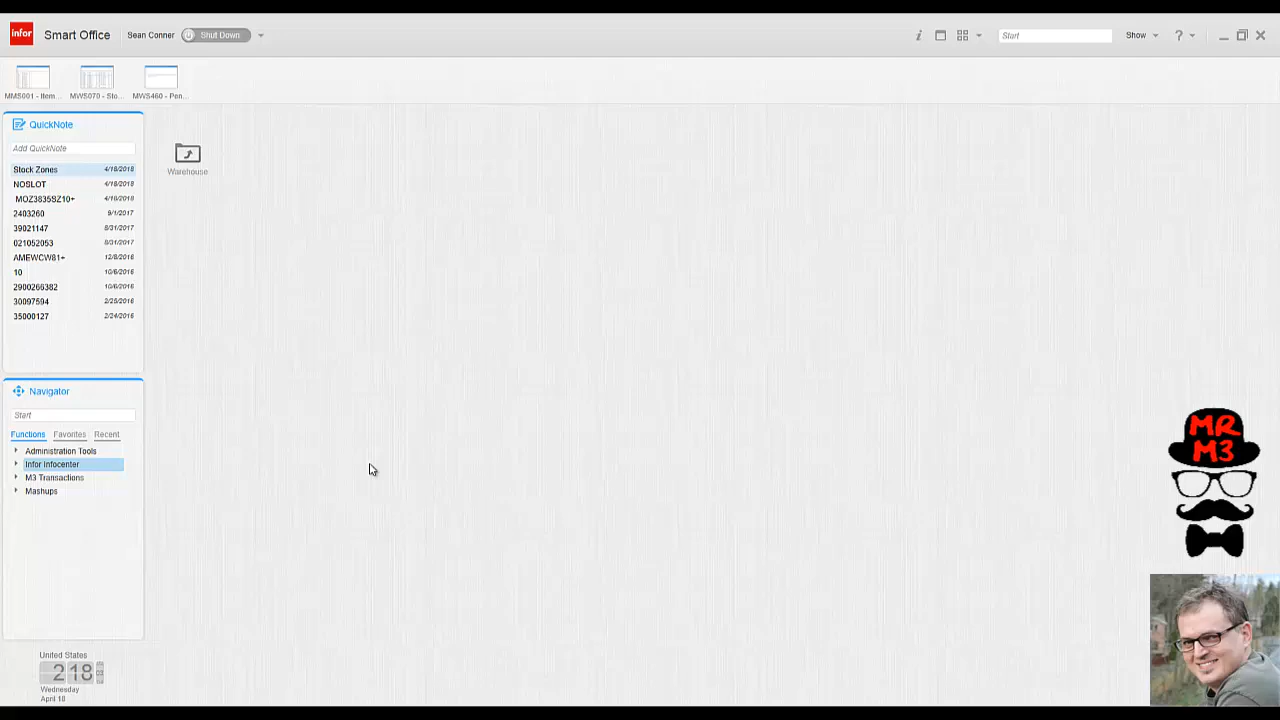 infor Smart Office Sean Conner Shut Down Start Show ?
MMS001 - Item... MWS070 - Sto... MWS460 - Pen...
QuickNote
Add QuickNote
Stock Zones 4/18/2018
NOSLOT 4/18/2018
MOZ3835SZ10+ 4/18/2018
2403260 9/1/2017
39021147 8/31/2017
021052053 8/31/2017
AMEWCW81+ 12/8/2016
10 10/6/2016
2900266382 10/6/2016
30097594 2/25/2016
35000127 2/24/2016
Warehouse
Navigator
Start
Functions Favorites Recent
Administration Tools
Infor Infocenter
M3 Transactions
Mashups
MR
M3
United States
2 18
Wednesday
April 18